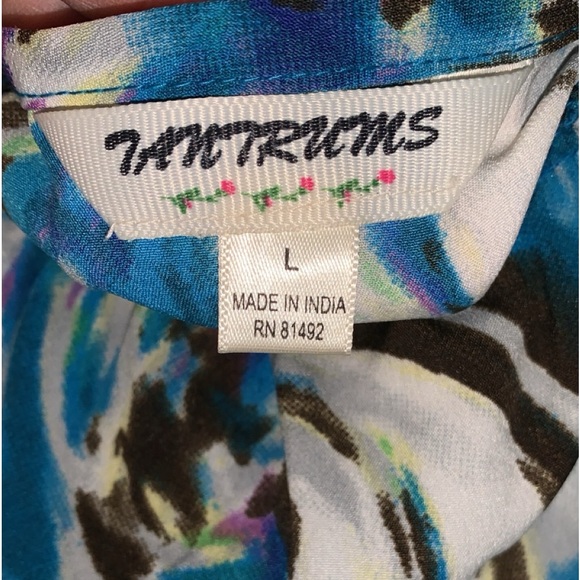 TANTRUMS
L
MADE IN INDIA
RN 81492